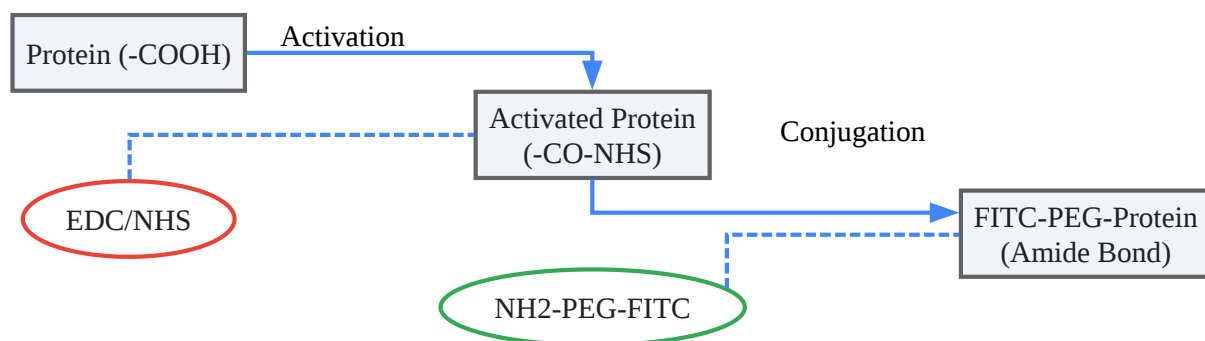 Protein (-COOH)
Activation
Activated Protein
(-CO-NHS)
Conjugation
EDC/NHS
FITC-PEG-Protein
(Amide Bond)
NH2-PEG-FITC